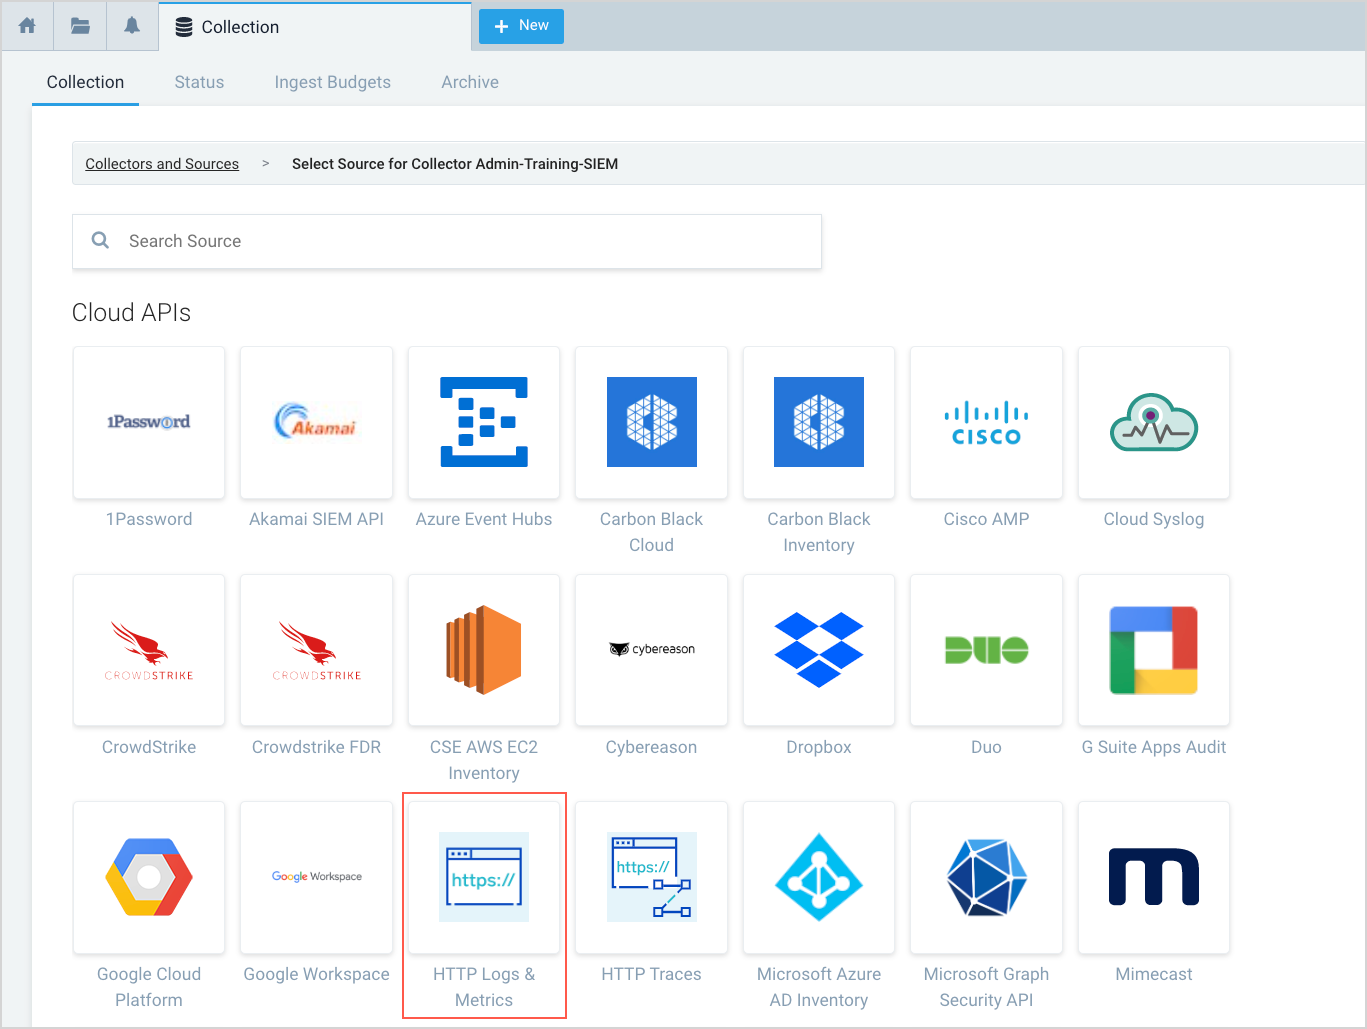 Collection
New
Collection Status Ingest Budgets Archive
Collectors and Sources > Select Source for Collector Admin-Training-SIEM
Search Source
Cloud APIs
1Password
Akamai
CISCO
1Password
Akamai SIEM API
Azure Event Hubs
Carbon Black
Cloud
Carbon Black
Inventory
Cisco AMP
Cloud Syslog
CROWDSTRIKE
CROWDSTRIKE
cybereason
DUO
CrowdStrike
Crowdstrike FDR
CSE AWS EC2
Inventory
Cybereason
Dropbox
Duo
G Suite Apps Audit
Google Workspace
https://
https://
m
Google Cloud
Platform
Google Workspace
HTTP Logs &
Metrics
HTTP Traces
Microsoft Azure
AD Inventory
Microsoft Graph
Security API
Mimecast